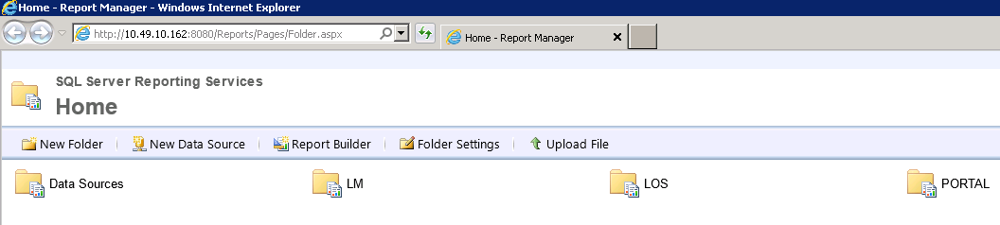 Home - Report Manager - Windows Internet Explorer
http://10.49.10.162:8080/Reports/Pages/Folder.aspx
Home - Report Manager
SQL Server Reporting Services
Home
New Folder
New Data Source
Report Builder
Folder Settings
Upload File
Data Sources
LM
LOS
PORTAL